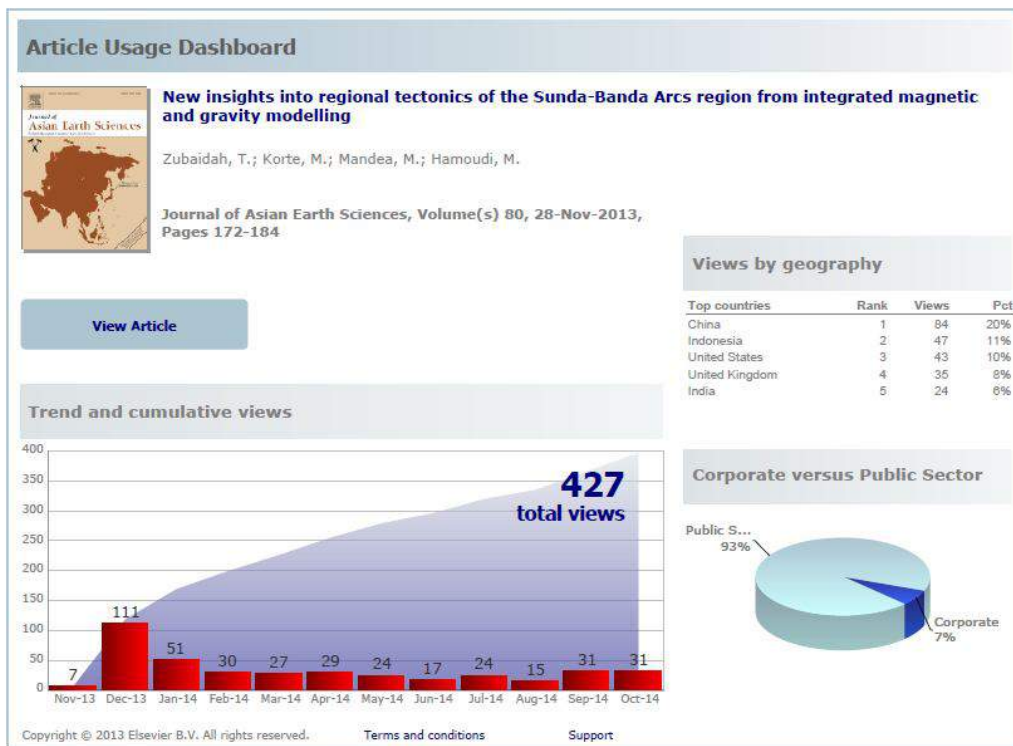 Article Usage Dashboard
Journal of
Asian Earth Sciences
New insights into regional tectonics of the Sunda-Banda Arcs region from integrated magnetic
and gravity modelling
Zubaidah, T.; Korte, M.; Mandea, M.; Hamoudi, M.
Journal of Asian Earth Sciences, Volume(s) 80, 28-Nov-2013,
Pages 172-184
View Article
Views by geography
Top countries Rank Views Pct
China 1 84 20%
Indonesia 2 47 11%
United States 3 43 10%
United Kingdom 4 35 8%
India 5 24 6%
Trend and cumulative views
400
350
300
250
200
150
100
50
0
427
total views
7 111 51 30 27 29 24 17 24 15 31 31
Nov-13 Dec-13 Jan-14 Feb-14 Mar-14 Apr-14 May-14 Jun-14 Jul-14 Aug-14 Sep-14 Oct-14
Corporate versus Public Sector
Public S...
93%
Corporate
7%
Copyright © 2013 Elsevier B.V. All rights reserved. Terms and conditions Support